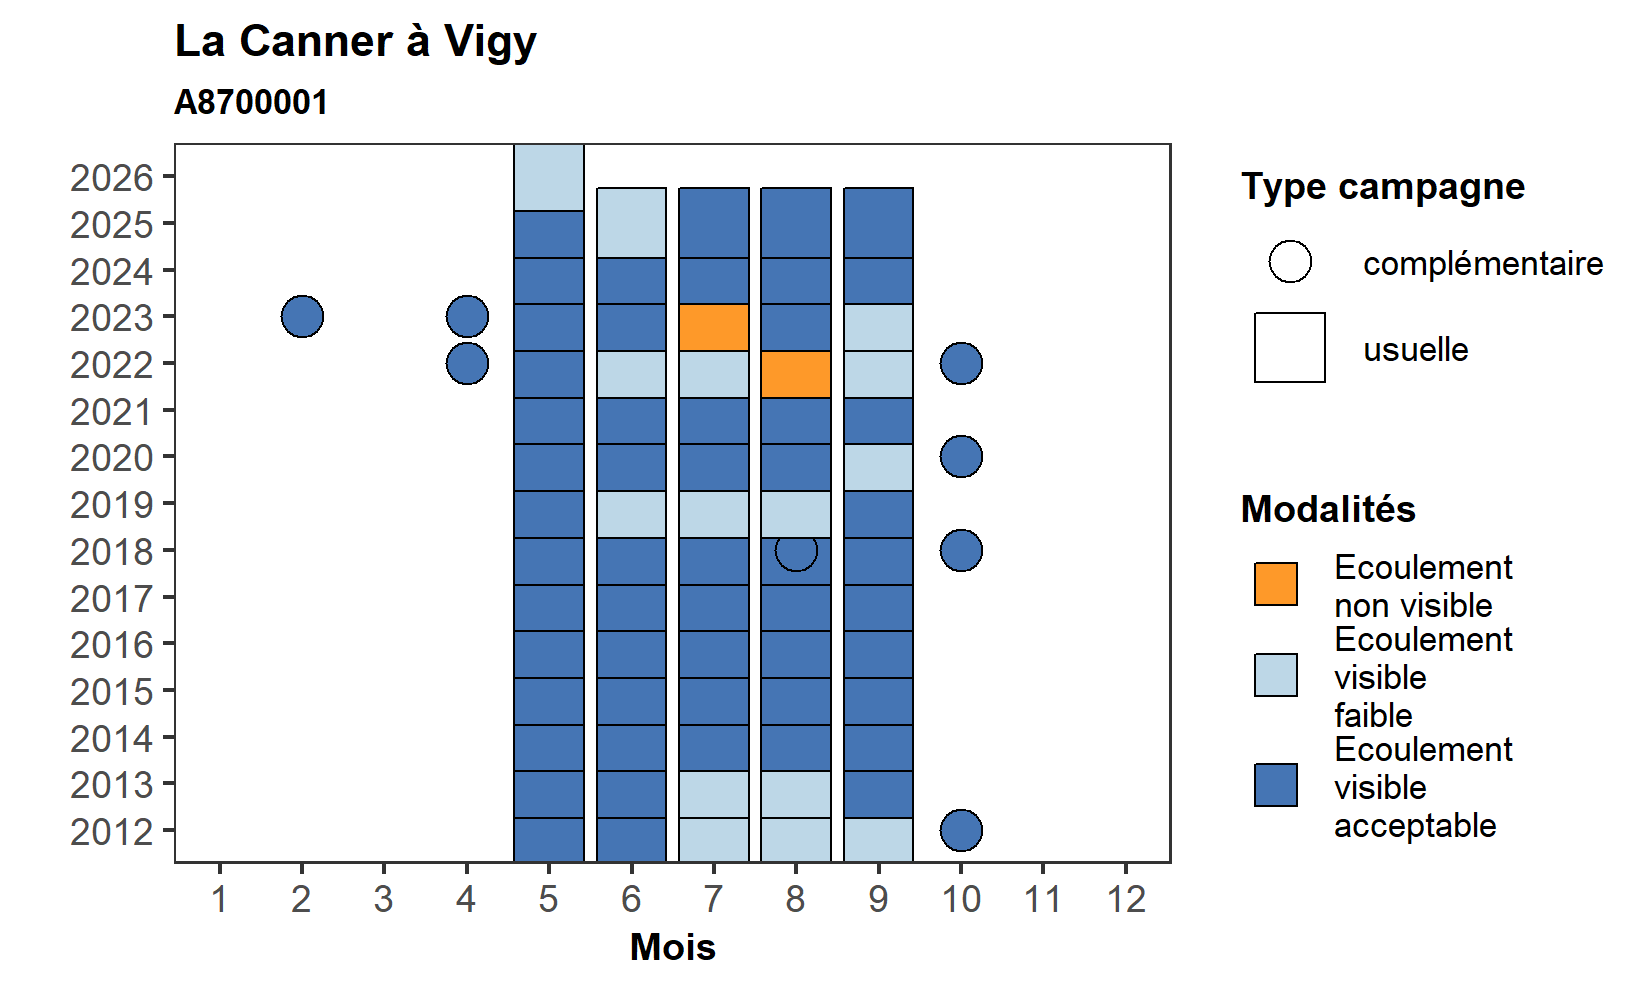 La Canner à Vigy
A8700001
2026
2025
2024
2023
2022
2021
2020
2019
2018
2017
2016
2015
2014
2013
2012
1 2 3 4 5 6 7 8 9 10 11 12
Mois
Type campagne
complémentaire
usuelle
Modalités
Ecoulement
non visible
Ecoulement
visible
faible
Ecoulement
visible
acceptable